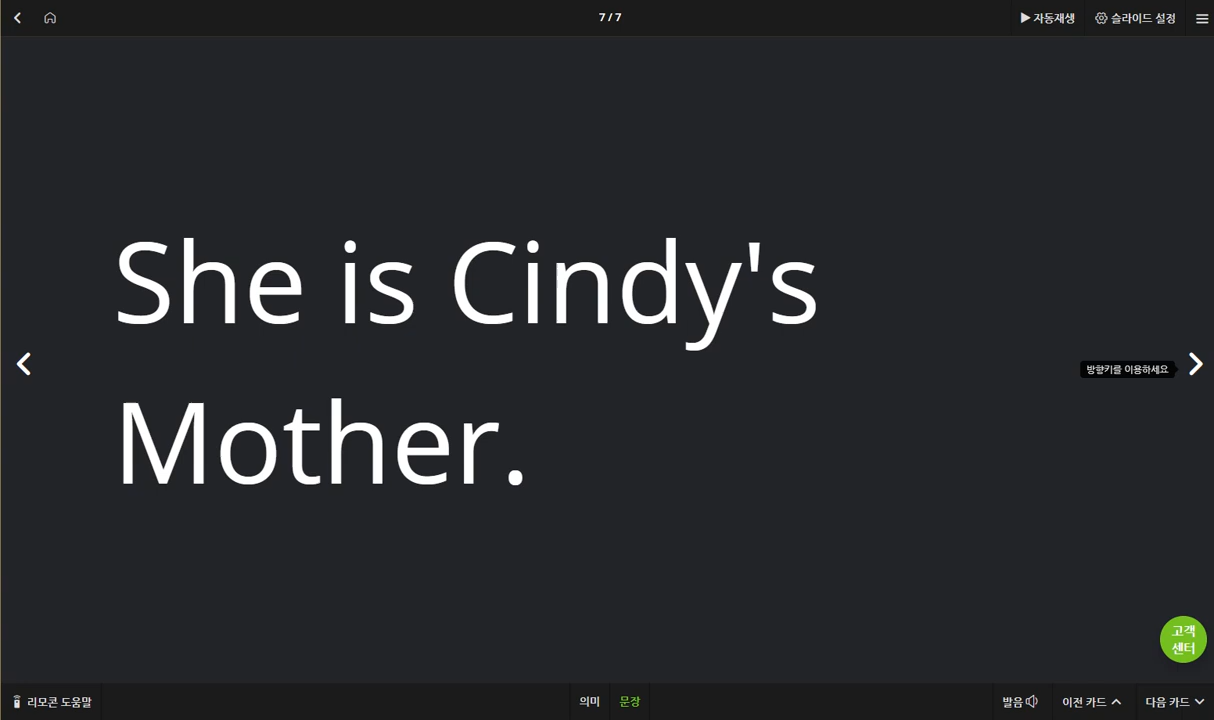 7 / 7
자동재생
슬라이드 설정
She is Cindy's
Mother.
방향키를 이용하세요
고객
센터
리모콘 도움말
의미
문장
발음
이전 카드
다음 카드